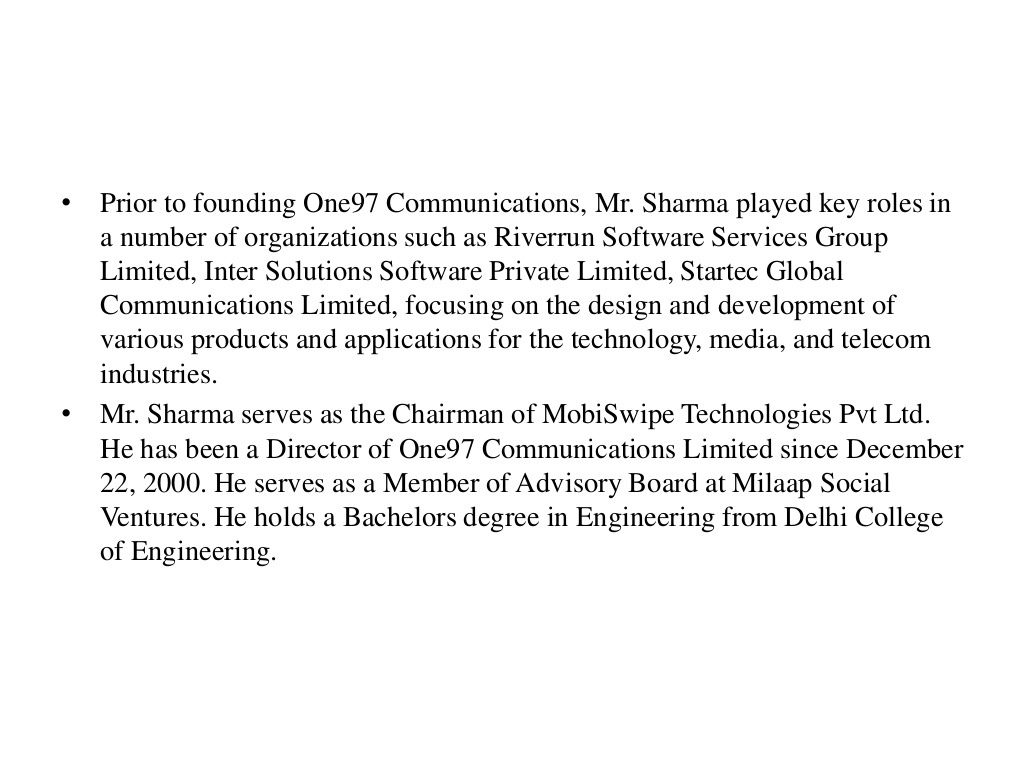 • Prior to founding One97 Communications, Mr. Sharma played key roles in
a number of organizations such as Riverrun Software Services Group
Limited, Inter Solutions Software Private Limited, Startec Global
Communications Limited, focusing on the design and development of
various products and applications for the technology, media, and telecom
industries.
• Mr. Sharma serves as the Chairman of MobiSwipe Technologies Pvt Ltd.
He has been a Director of One97 Communications Limited since December
22, 2000. He serves as a Member of Advisory Board at Milaap Social
Ventures. He holds a Bachelors degree in Engineering from Delhi College
of Engineering.